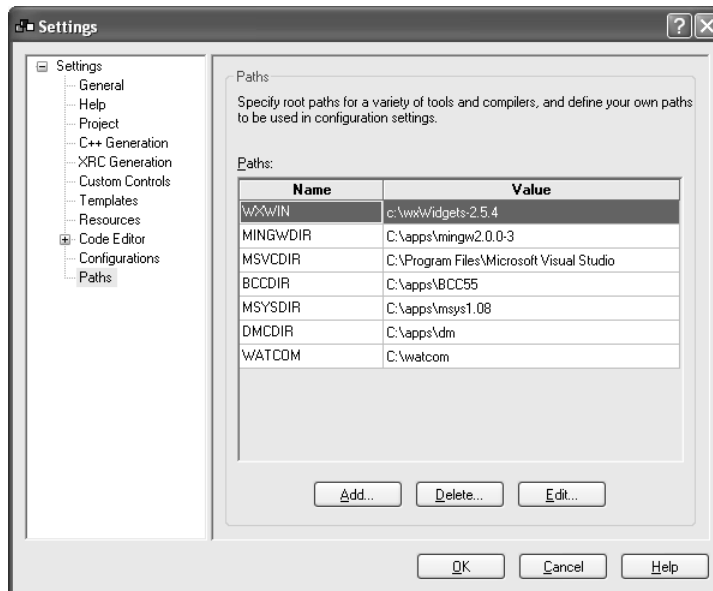 Settings
Settings
General
Help
Project
C++ Generation
XRC Generation
Custom Controls
Templates
Resources
Code Editor
Configurations
Paths
Paths
Specify root paths for a variety of tools and compilers, and define your own paths
to be used in configuration settings.
Paths:
Name Value
WXWIN c:\wxWidgets-2.5.4
MINGWDIR C:\apps\mingw2.0.0-3
MSVCDIR C:\Program Files\Microsoft Visual Studio
BCCDIR C:\apps\BCC55
MSYSDIR C:\apps\msys1.08
DMCDIR C:\apps\dm
WATCOM C:\watcom
Add... Delete... Edit...
OK Cancel Help